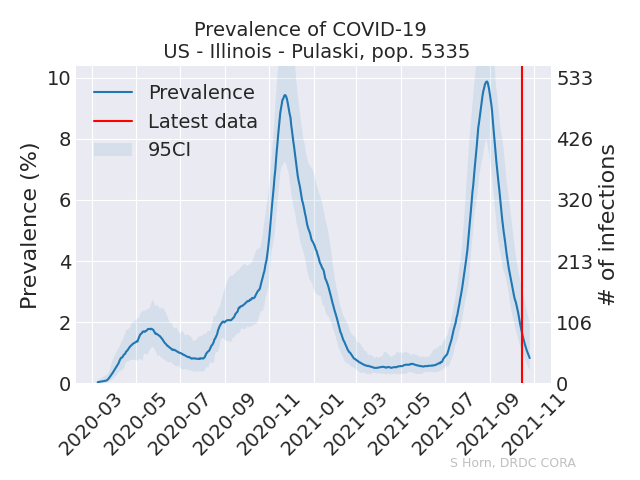 Prevalence of COVID-19
US - Illinois - Pulaski, pop. 5335
Prevalence
Latest data
95CI
Prevalence (%)
10
8
6
4
2
0
533
426
320
213
106
0
# of infections
2020-03
2020-05
2020-07
2020-09
2020-11
2021-01
2021-03
2021-05
2021-07
2021-09
2021-11
S Horn, DRDC CORA